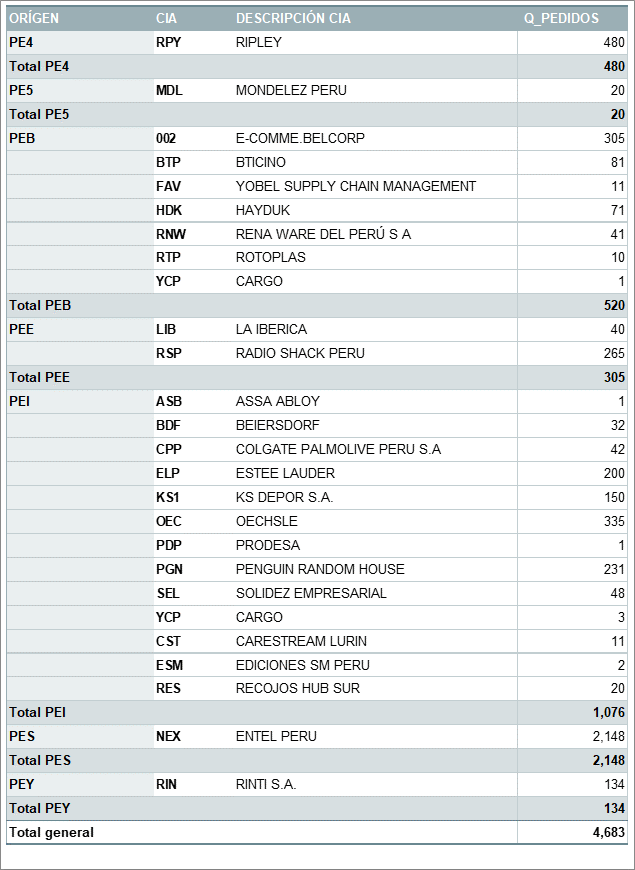 ORÍGEN CIA DESCRIPCIÓN CIA Q_PEDIDOS
PE4 RPY RIPLEY 480
Total PE4 480
PE5 MDL MONDELEZ PERU 20
Total PE5 20
PEB 002 E-COMME.BELCORP 305
BTP BTICINO 81
FAV YOBEL SUPPLY CHAIN MANAGEMENT 11
HDK HAYDUK 71
RNW RENA WARE DEL PERÚ S A 41
RTP ROTOPLAS 10
YCP CARGO 1
Total PEB 520
PEE LIB LA IBERICA 40
RSP RADIO SHACK PERU 265
Total PEE 305
PEI ASB ASSA ABLOY 1
BDF BEIERSDORF 32
CPP COLGATE PALMOLIVE PERU S.A 42
ELP ESTEE LAUDER 200
KS1 KS DEPOR S.A. 150
OEC OECHSLE 335
PDP PRODESA 1
PGN PENGUIN RANDOM HOUSE 231
SEL SOLIDEZ EMPRESARIAL 48
YCP CARGO 3
CST CARESTREAM LURIN 11
ESM EDICIONES SM PERU 2
RES RECOJOS HUB SUR 20
Total PEI 1,076
PES NEX ENTEL PERU 2,148
Total PES 2,148
PEY RIN RINTI S.A. 134
Total PEY 134
Total general 4,683